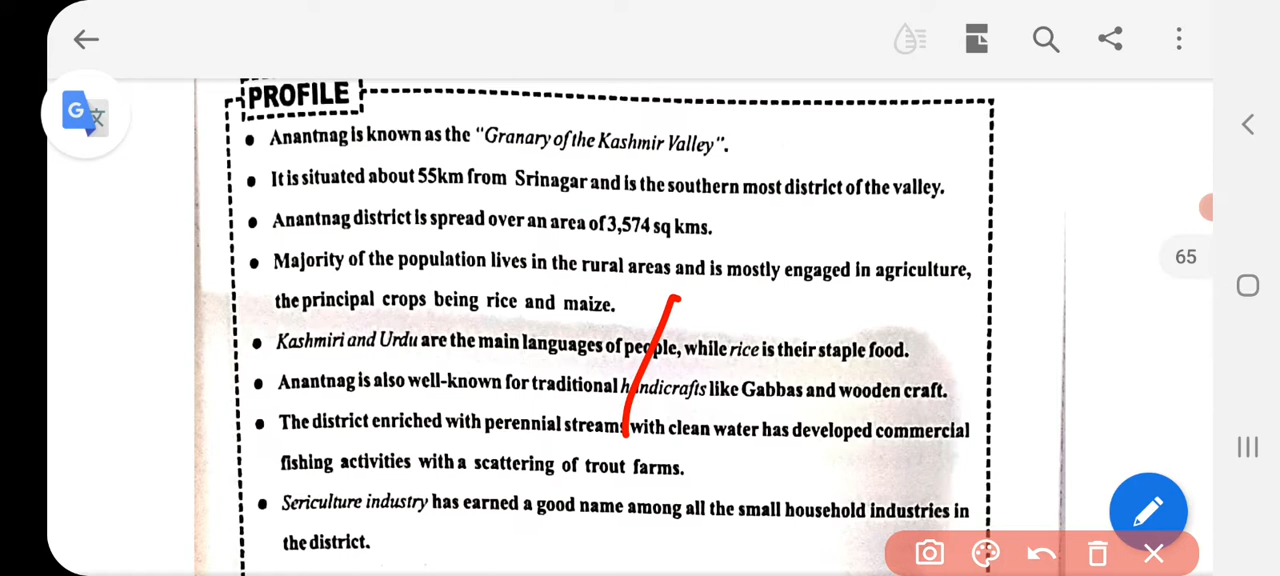 PROFILE
• Anantnag is known as the "Granary of the Kashmir Valley".
• It is situated about 55km from Srinagar and is the southern most district of the valley.
• Anantnag district is spread over an area of 3,574 sq kms.
• Majority of the population lives in the rural areas and is mostly engaged in agriculture,
the principal crops being rice and maize.
• Kashmiri and Urdu are the main languages of people, while rice is their staple food.
• Anantnag is also well-known for traditional handicrafts like Gabbas and wooden craft.
• The district enriched with perennial streams with clean water has developed commercial
fishing activities with a scattering of trout farms.
• Sericulture industry has earned a good name among all the small household industries in
the district.
65
G